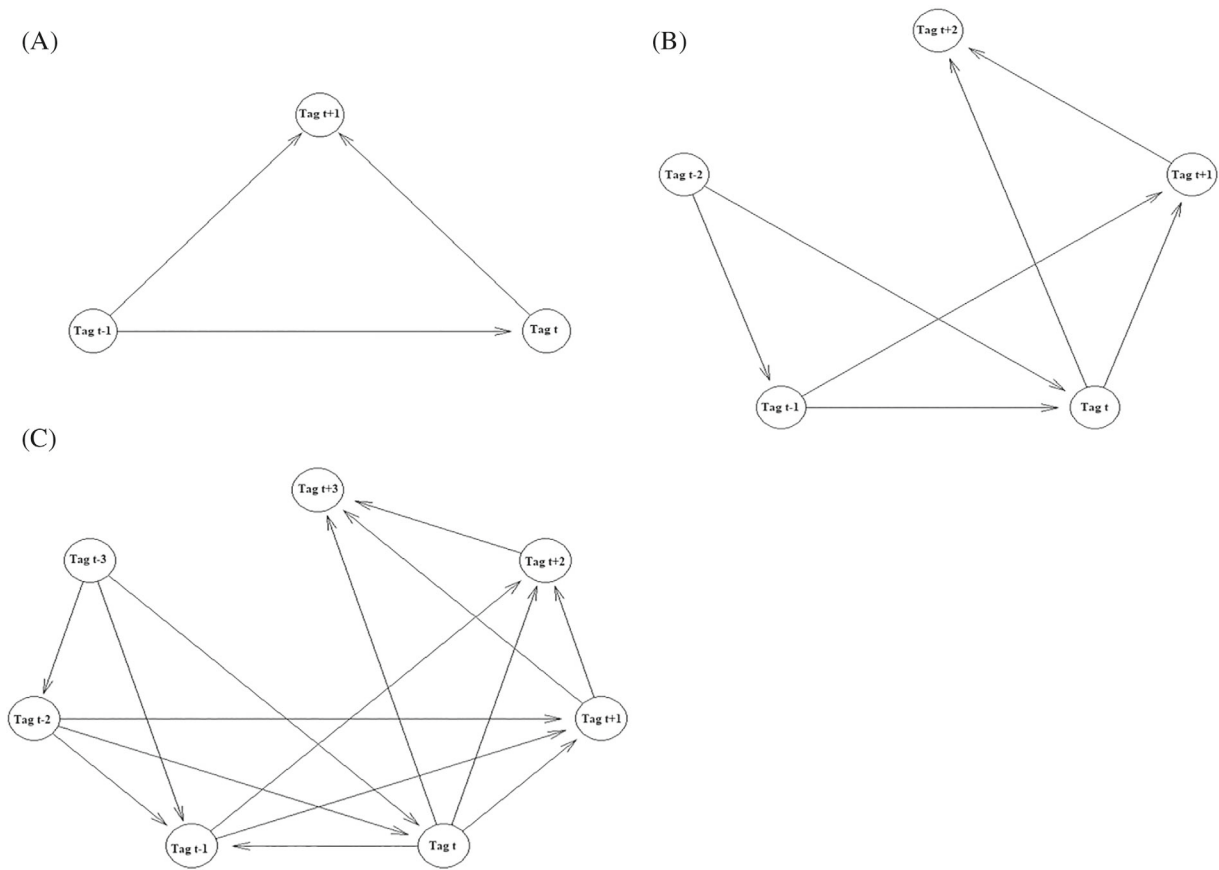 (A)
Tag t+1
Tag t-1
Tag t
(B)
Tag t+2
Tag t-2
Tag t+1
Tag t-1
Tag t
(C)
Tag t+3
Tag t-3
Tag t+2
Tag t-2
Tag t+1
Tag t-1
Tag t